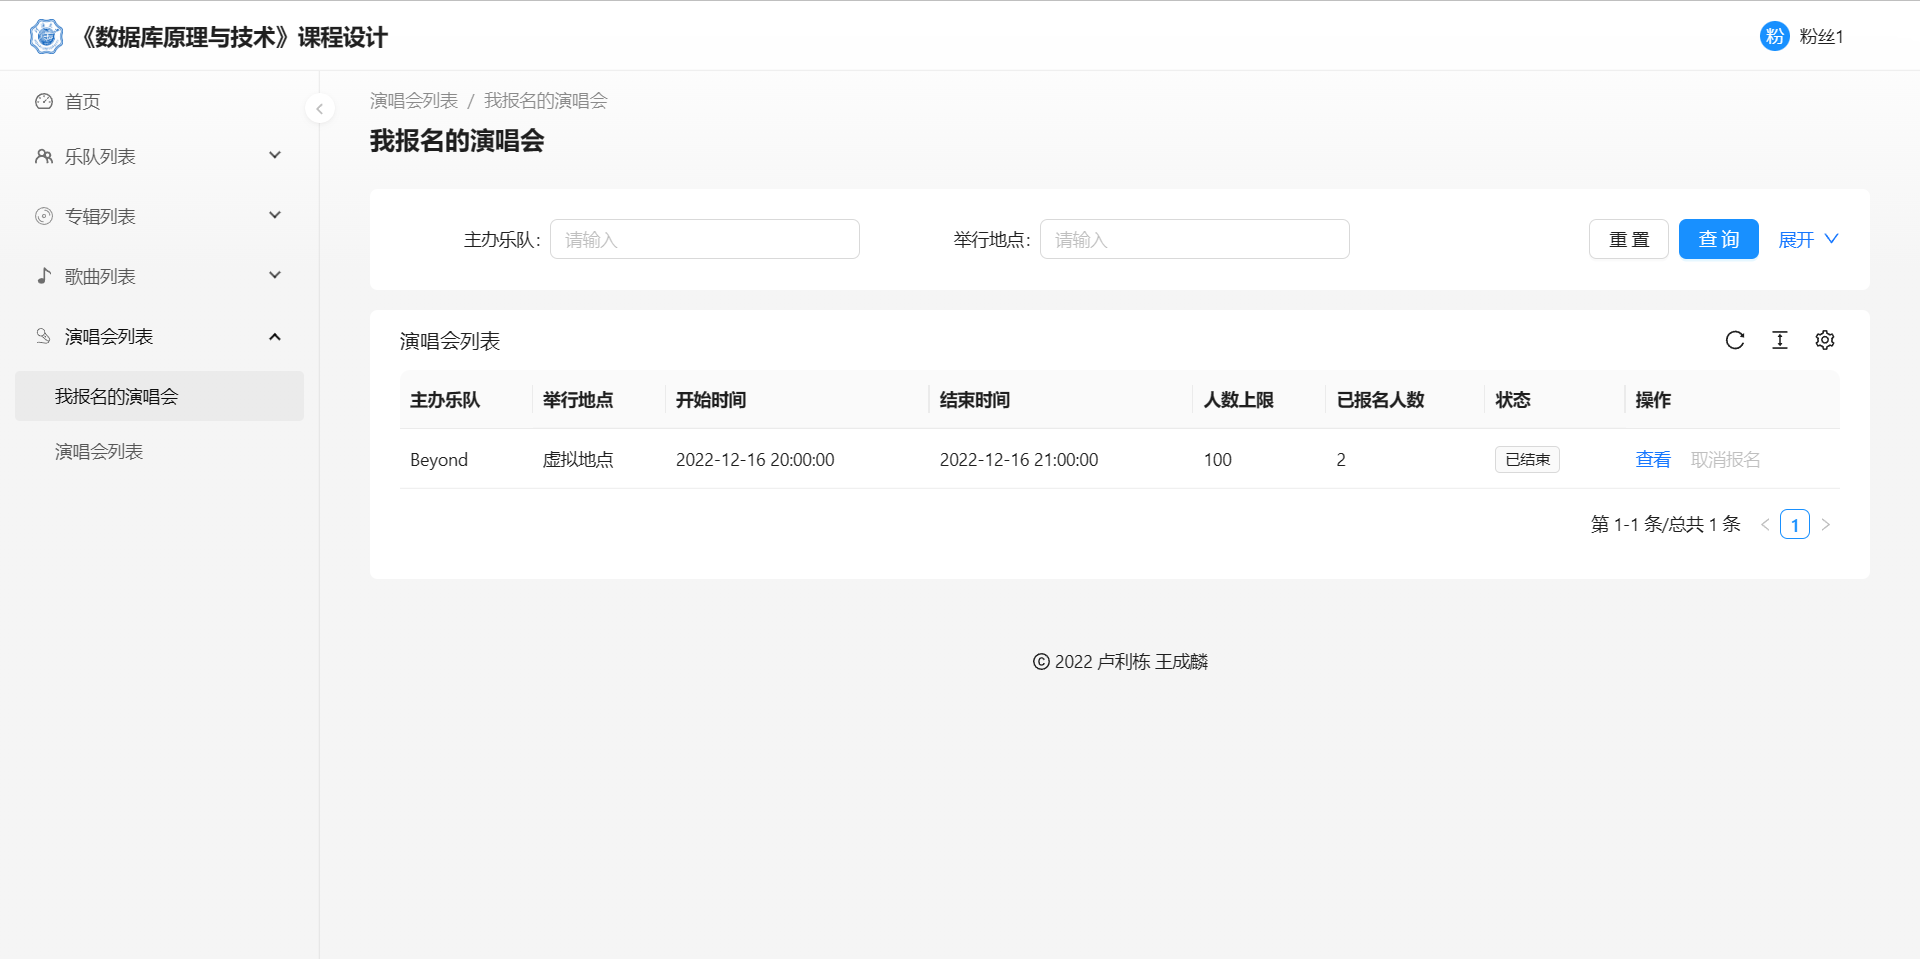 《数据库原理与技术》课程设计
粉 粉丝1
首页
乐队列表
专辑列表
歌曲列表
演唱会列表
我报名的演唱会
演唱会列表
演唱会列表 / 我报名的演唱会
我报名的演唱会
主办乐队: 请输入 举行地点: 请输入 重 置 查 询 展开
演唱会列表
主办乐队 举行地点 开始时间 结束时间 人数上限 已报名人数 状态 操作
Beyond 虚拟地点 2022-12-16 20:00:00 2022-12-16 21:00:00 100 2 已结束 查看 取消报名
第 1-1 条/总共 1 条 < 1 >
© 2022 卢利栋 王成麟